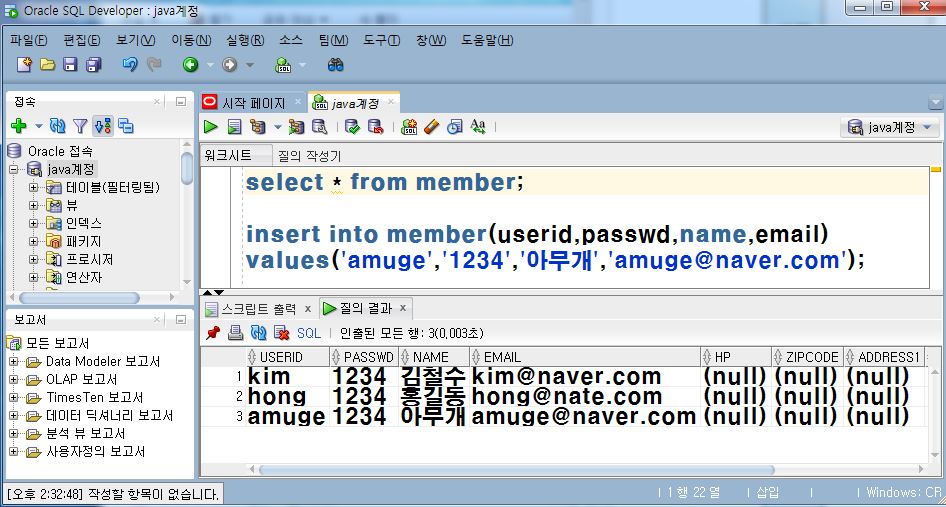 Oracle SQL Developer : java계정
파일(F) 편집(E) 보기(V) 이동(N) 실행(R) 소스 팀(M) 도구(T) 창(W) 도움말(H)
접속
Oracle 접속
java계정
테이블(필터링됨)
뷰
인덱스
패키지
프로시저
연산자
보고서
모든 보고서
Data Modeler 보고서
OLAP 보고서
TimesTen 보고서
데이터 딕셔너리 보고서
분석 뷰 보고서
사용자정의 보고서
시작 페이지 java계정
SQL Aa java계정
워크시트 질의 작성기
select * from member;
insert into member(userid,passwd,name,email)
values('amuge','1234','아무개','amuge@naver.com');
스크립트 출력 x 질의 결과 x
SQL | 인출된 모든 행: 3(0,003초)
USERID PASSWD NAME EMAIL HP ZIPCODE ADDRESS1
1 kim 1234 김철수 kim@naver.com (null) (null) (null)
2 hong 1234 홍길동 hong@nate.com (null) (null) (null)
3 amuge 1234 아무개 amuge@naver.com (null) (null) (null)
[오후 2:32:48] 작성할 항목이 없습니다. | 1 행 22 열 | 삽입 | | Windows: CR